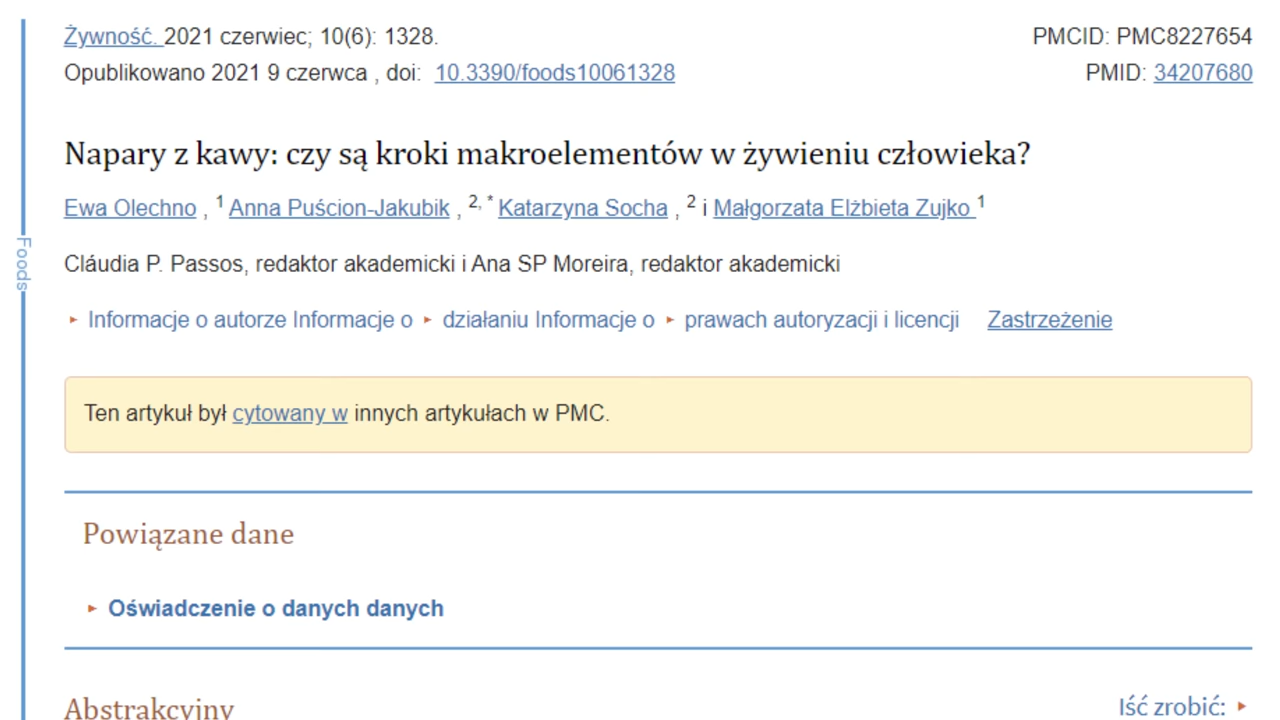 Żywność. 2021 czerwiec; 10(6): 1328.
PMCID: PMC8227654
Opublikowano 2021 9 czerwca , doi: 10.3390/foods10061328
PMID: 34207680
Napary z kawy: czy są kroki makroelementów w żywieniu człowieka?
Ewa Olechno , 1 Anna Puścion-Jakubik , 2, * Katarzyna Socha , 2 i Małgorzata Elżbieta Zujko 1
Cláudia P. Passos, redaktor akademicki i Ana SP Moreira, redaktor akademicki
Foods
▸ Informacje o autorze Informacje o ▸ działaniu Informacje o ▸ prawach autoryzacji i licencji Zastrzeżenie
Ten artykuł był cytowany w innych artykułach w PMC.
Powiązane dane
▸ Oświadczenie o danych danych
Abstrakcyjny
Iść zrobić: ▸